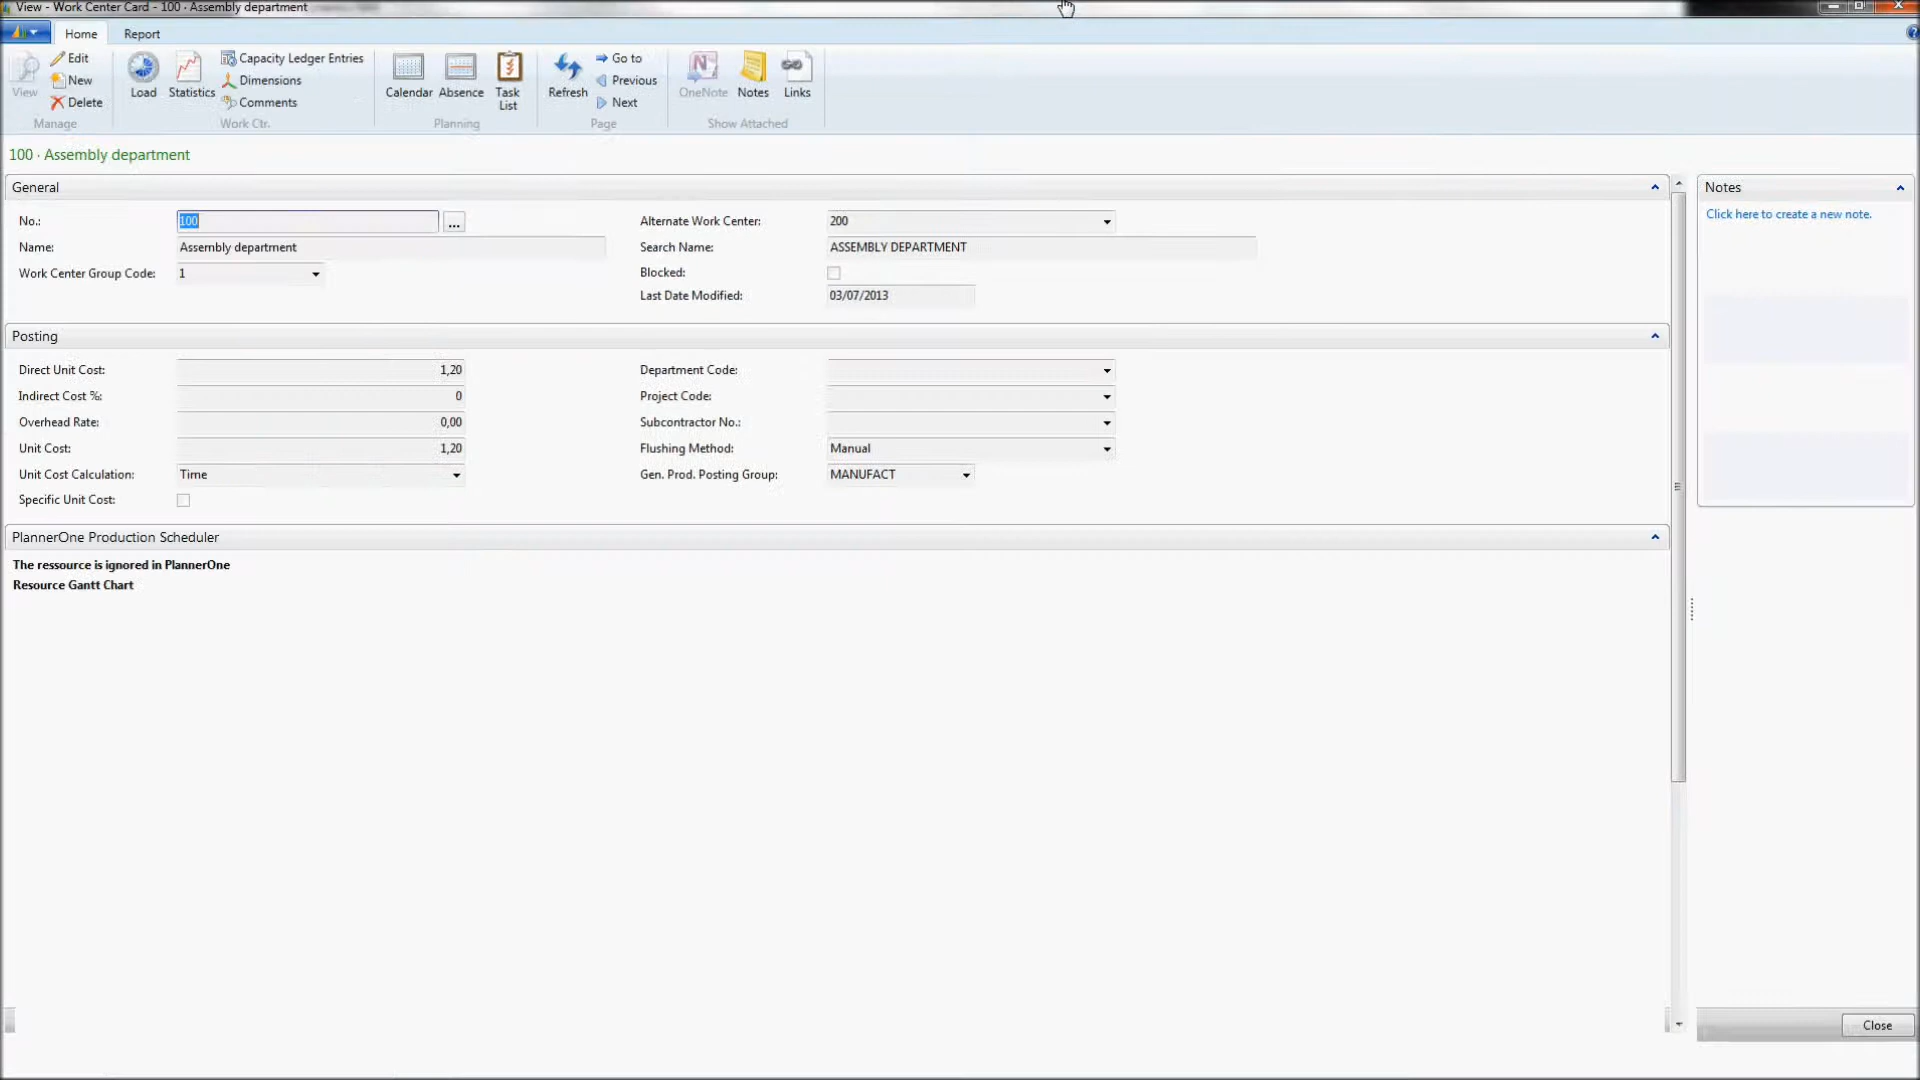 View - Work Center Card - 100 · Assembly department
Home Report
View
Edit
New
Delete
Manage
Load
Statistics
Capacity Ledger Entries
Dimensions
Comments
Work Ctr.
Calendar
Absence
Task
List
Planning
Refresh
Go to
Previous
Next
Page
OneNote
Notes
Links
Show Attached
100 · Assembly department
General
No.: 100 ...
Name: Assembly department
Work Center Group Code: 1
Alternate Work Center: 200
Search Name: ASSEMBLY DEPARTMENT
Blocked:
Last Date Modified: 03/07/2013
Posting
Direct Unit Cost: 1,20
Indirect Cost %: 0
Overhead Rate: 0,00
Unit Cost: 1,20
Unit Cost Calculation: Time
Specific Unit Cost:
Department Code:
Project Code:
Subcontractor No.:
Flushing Method: Manual
Gen. Prod. Posting Group: MANUFACT
PlannerOne Production Scheduler
The ressource is ignored in PlannerOne
Resource Gantt Chart
Notes
Click here to create a new note.
Close